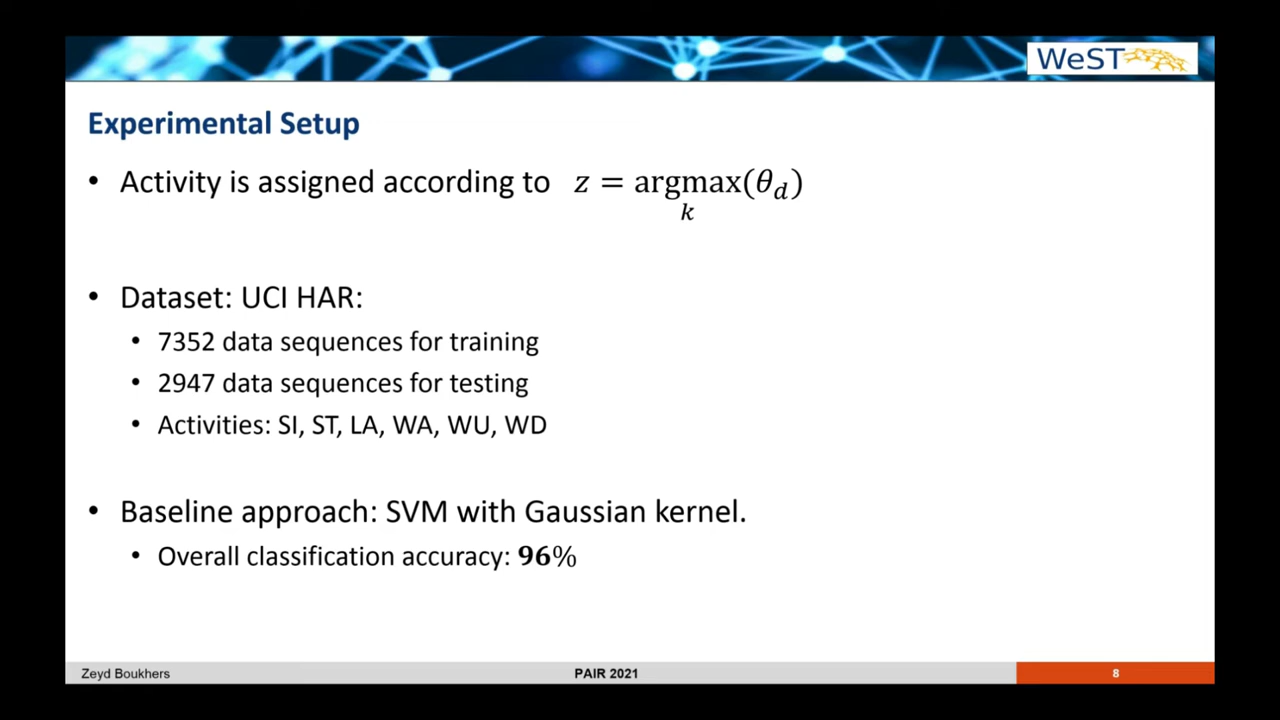 WeST
Experimental Setup
• Activity is assigned according to z = argmax(θ_d)
k
• Dataset: UCI HAR:
• 7352 data sequences for training
• 2947 data sequences for testing
• Activities: SI, ST, LA, WA, WU, WD
• Baseline approach: SVM with Gaussian kernel.
• Overall classification accuracy: 96%
Zeyd Boukhers PAIR 2021 8